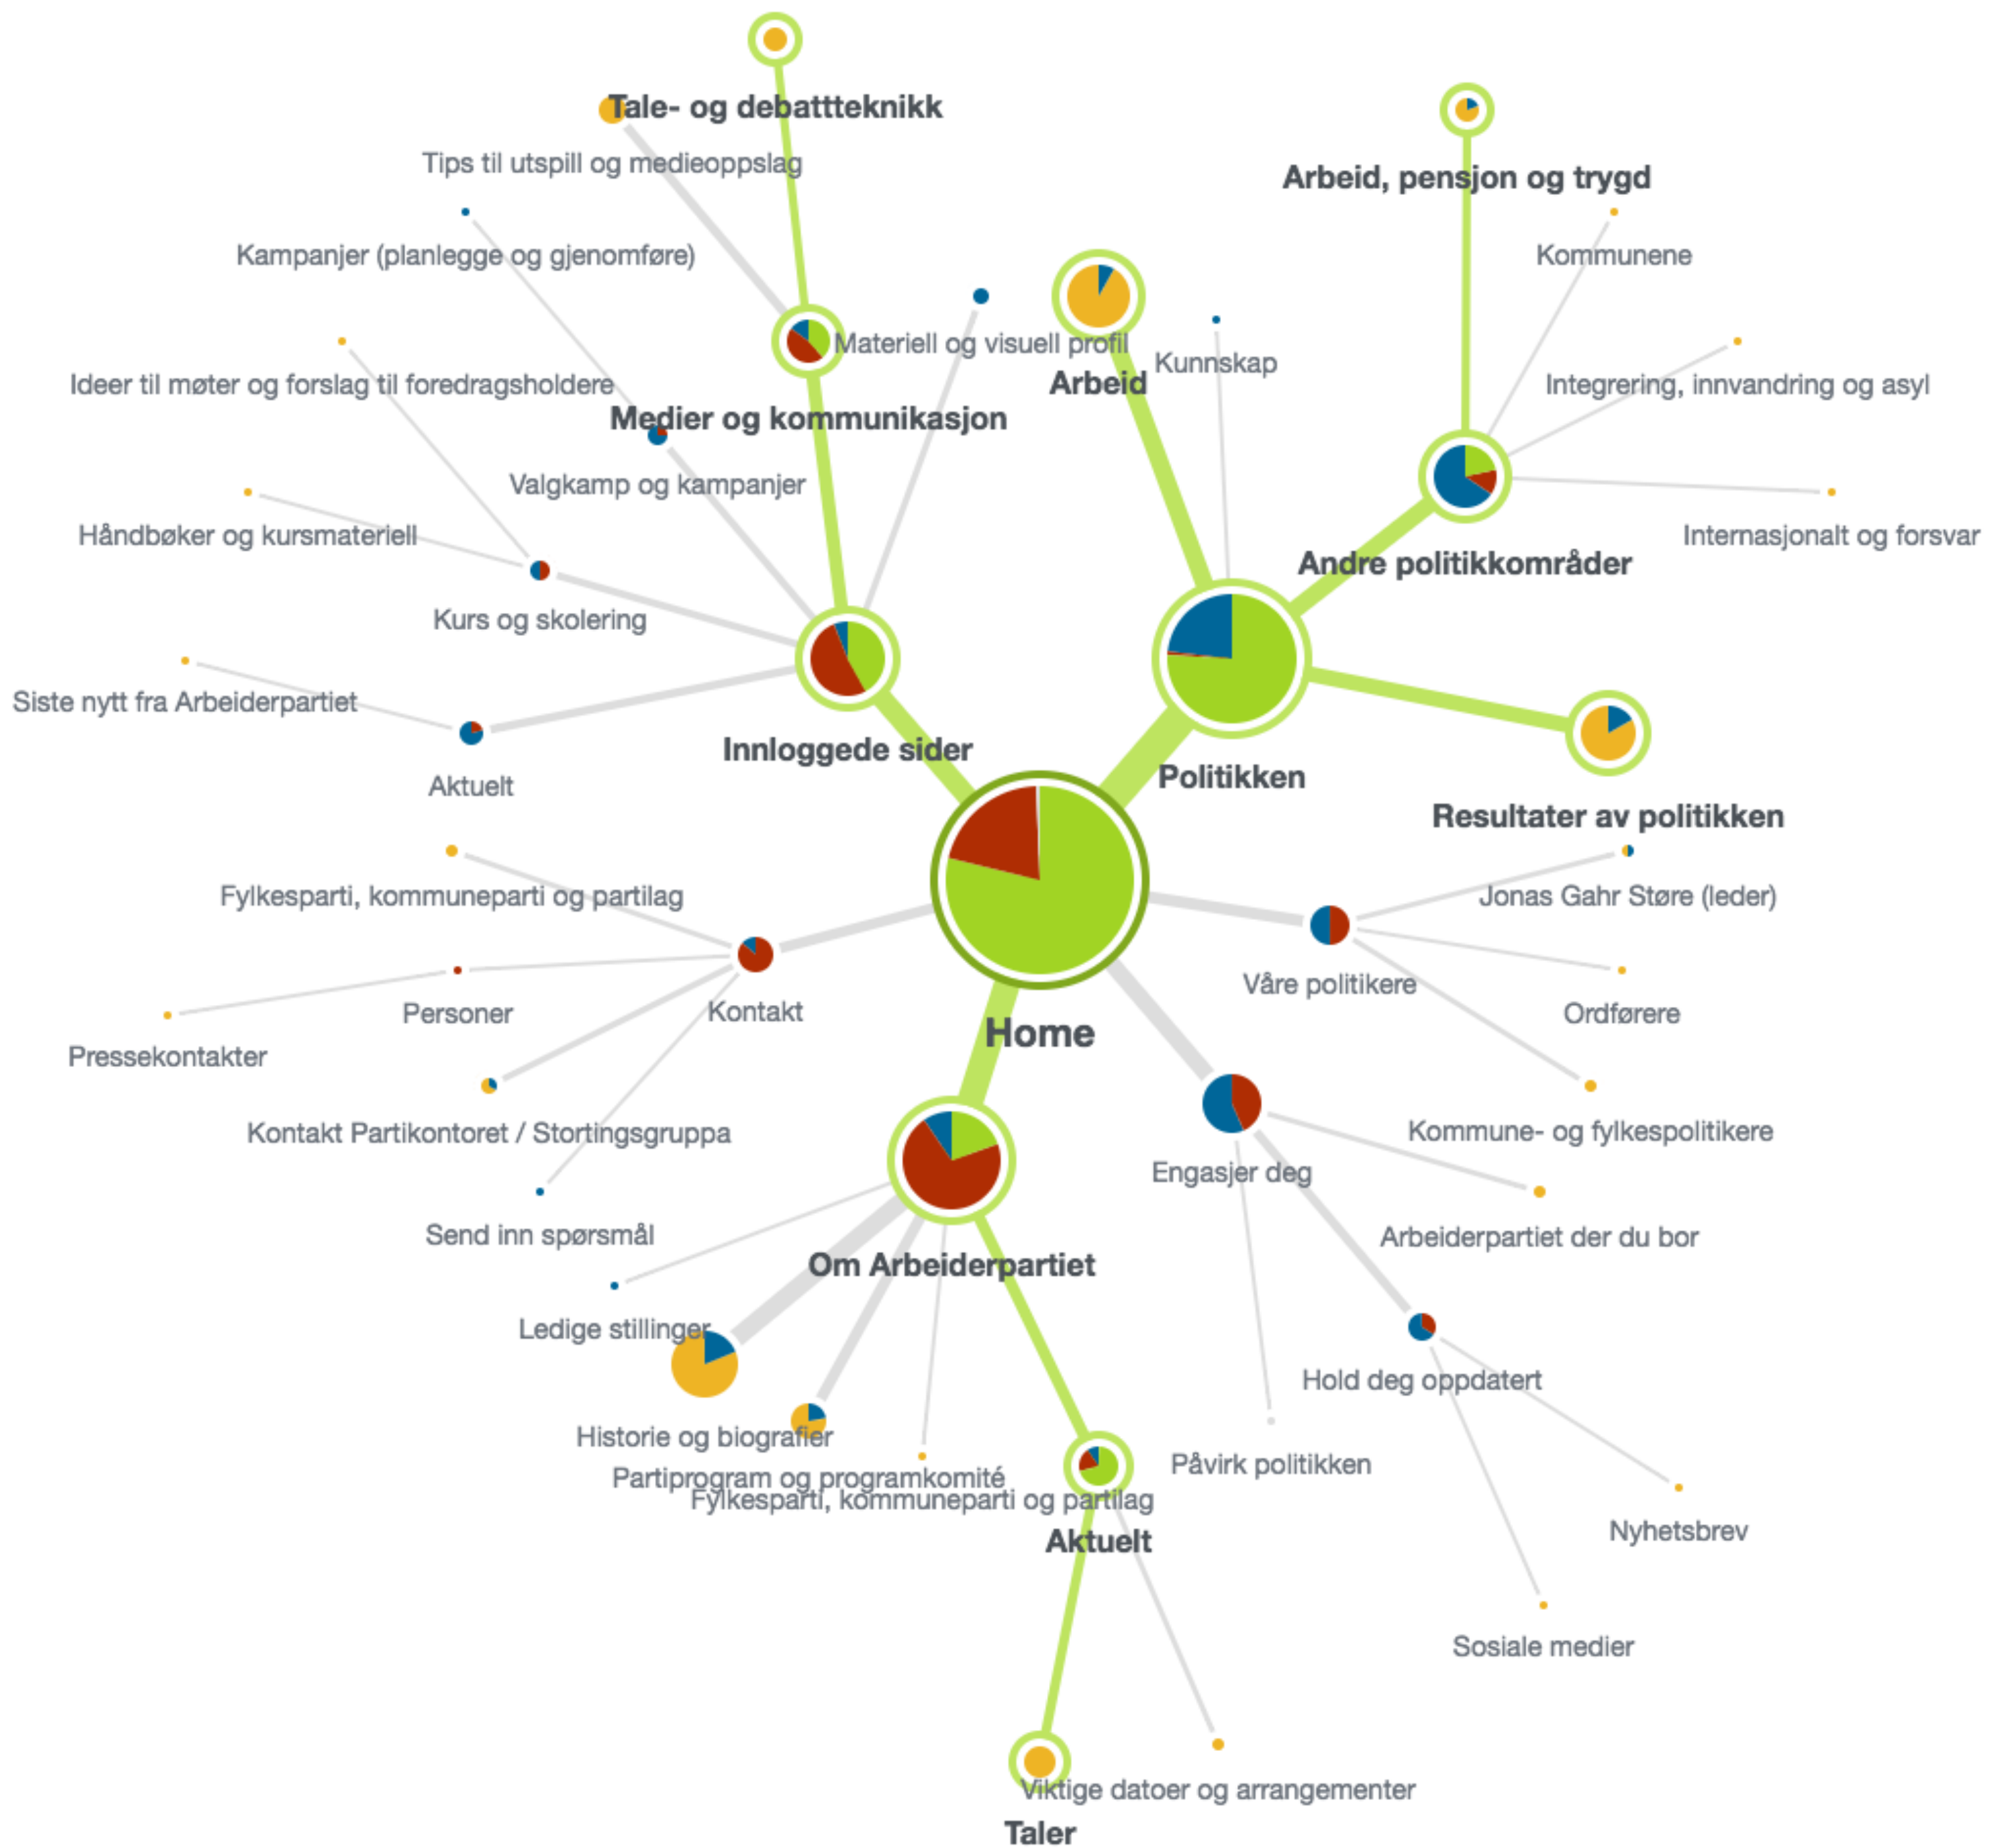 Tale- og debattteknikk
Tips til utspill og medieoppslag
Arbeid, pensjon og trygd
Kampanjer (planlegge og gjenomføre)
Kommunene
Materiell og visuell profil
Kunnskap
Arbeid
Ideer til møter og forslag til foredragsholdere
Integrering, innvandring og asyl
Medier og kommunikasjon
Valgkamp og kampanjer
Håndbøker og kursmateriell
Internasjonalt og forsvar
Andre politikkområder
Kurs og skolering
Siste nytt fra Arbeiderpartiet
Innloggede sider
Politikken
Aktuelt
Resultater av politikken
Fylkesparti, kommuneparti og partilag
Jonas Gahr Støre (leder)
Våre politikere
Personer
Kontakt
Ordførere
Home
Pressekontakter
Kontakt Partikontoret / Stortingsgruppa
Kommune- og fylkespolitikere
Engasjer deg
Send inn spørsmål
Arbeiderpartiet der du bor
Om Arbeiderpartiet
Ledige stillinger
Hold deg oppdatert
Historie og biografier
Påvirk politikken
Partiprogram og programkomité
Fylkesparti, kommuneparti og partilag
Nyhetsbrev
Aktuelt
Sosiale medier
Viktige datoer og arrangementer
Taler